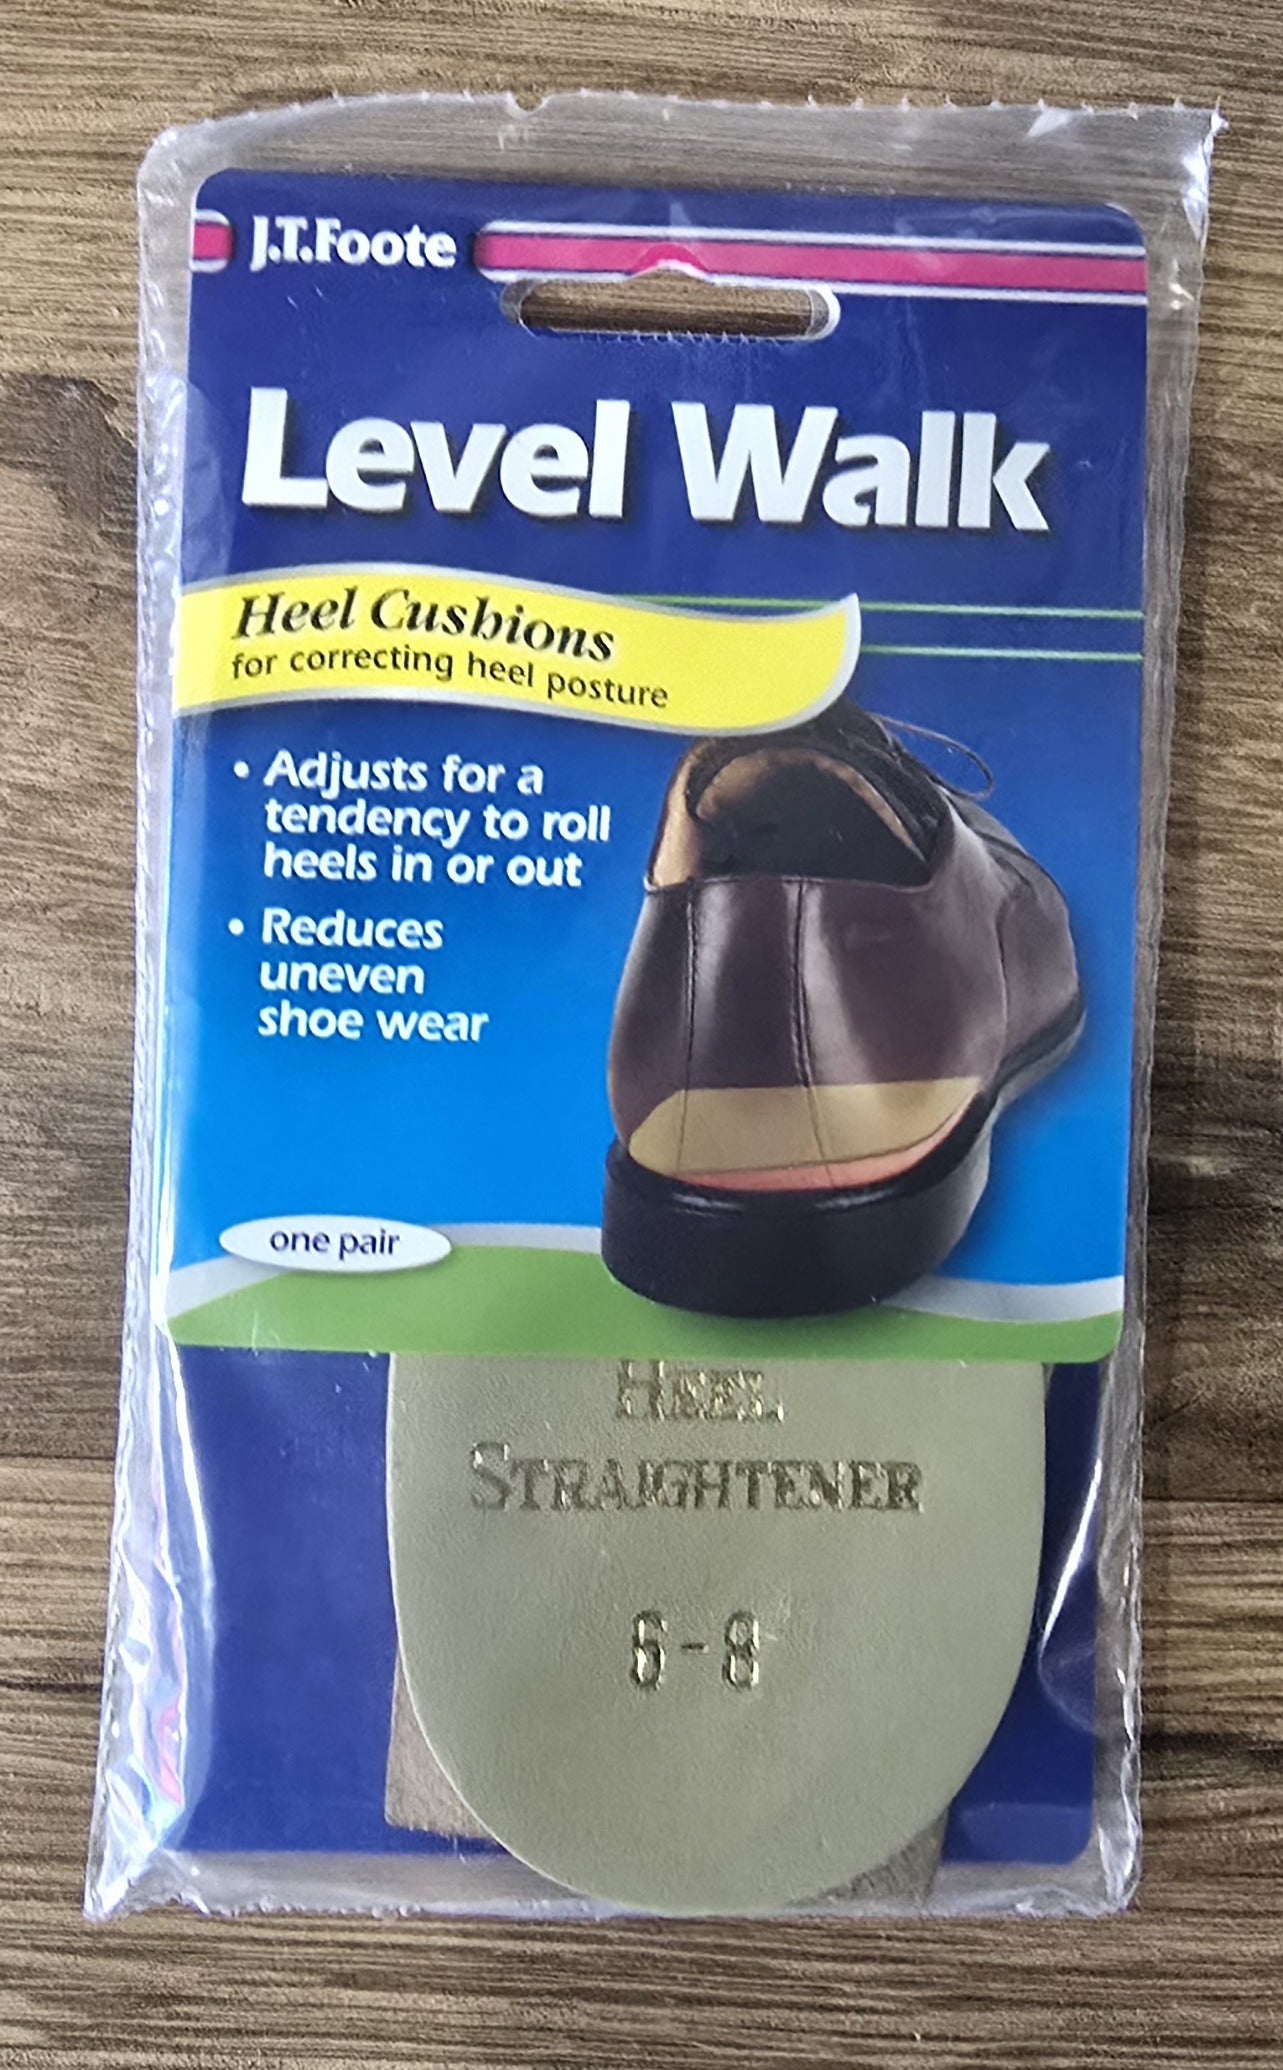 J.T.Foote
Level Walk
Heel Cushions
for correcting heel posture
• Adjusts for a
tendency to roll
heels in or out
• Reduces
uneven
shoe wear
one pair
HEEL
STRAIGHTENER
6-8